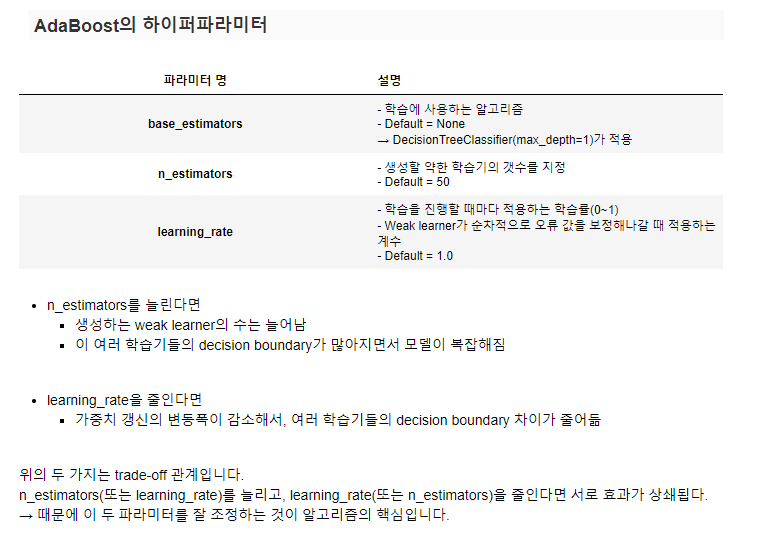 AdaBoost의 하이퍼파라미터
파라미터 명 설명
base_estimators
- 학습에 사용하는 알고리즘
- Default = None
→ DecisionTreeClassifier(max_depth=1)가 적용
n_estimators
- 생성할 약한 학습기의 갯수를 지정
- Default = 50
learning_rate
- 학습을 진행할 때마다 적용하는 학습률(0~1)
- Weak learner가 순차적으로 오류 값을 보정해나갈 때 적용하는
계수
- Default = 1.0
• n_estimators를 늘린다면
▪ 생성하는 weak learner의 수는 늘어남
▪ 이 여러 학습기들의 decision boundary가 많아지면서 모델이 복잡해짐
• learning_rate을 줄인다면
▪ 가중치 갱신의 변동폭이 감소해서, 여러 학습기들의 decision boundary 차이가 줄어듦
위의 두 가지는 trade-off 관계입니다.
n_estimators(또는 learning_rate)를 늘리고, learning_rate(또는 n_estimators)을 줄인다면 서로 효과가 상쇄됩다.
→ 때문에 이 두 파라미터를 잘 조정하는 것이 알고리즘의 핵심입니다.